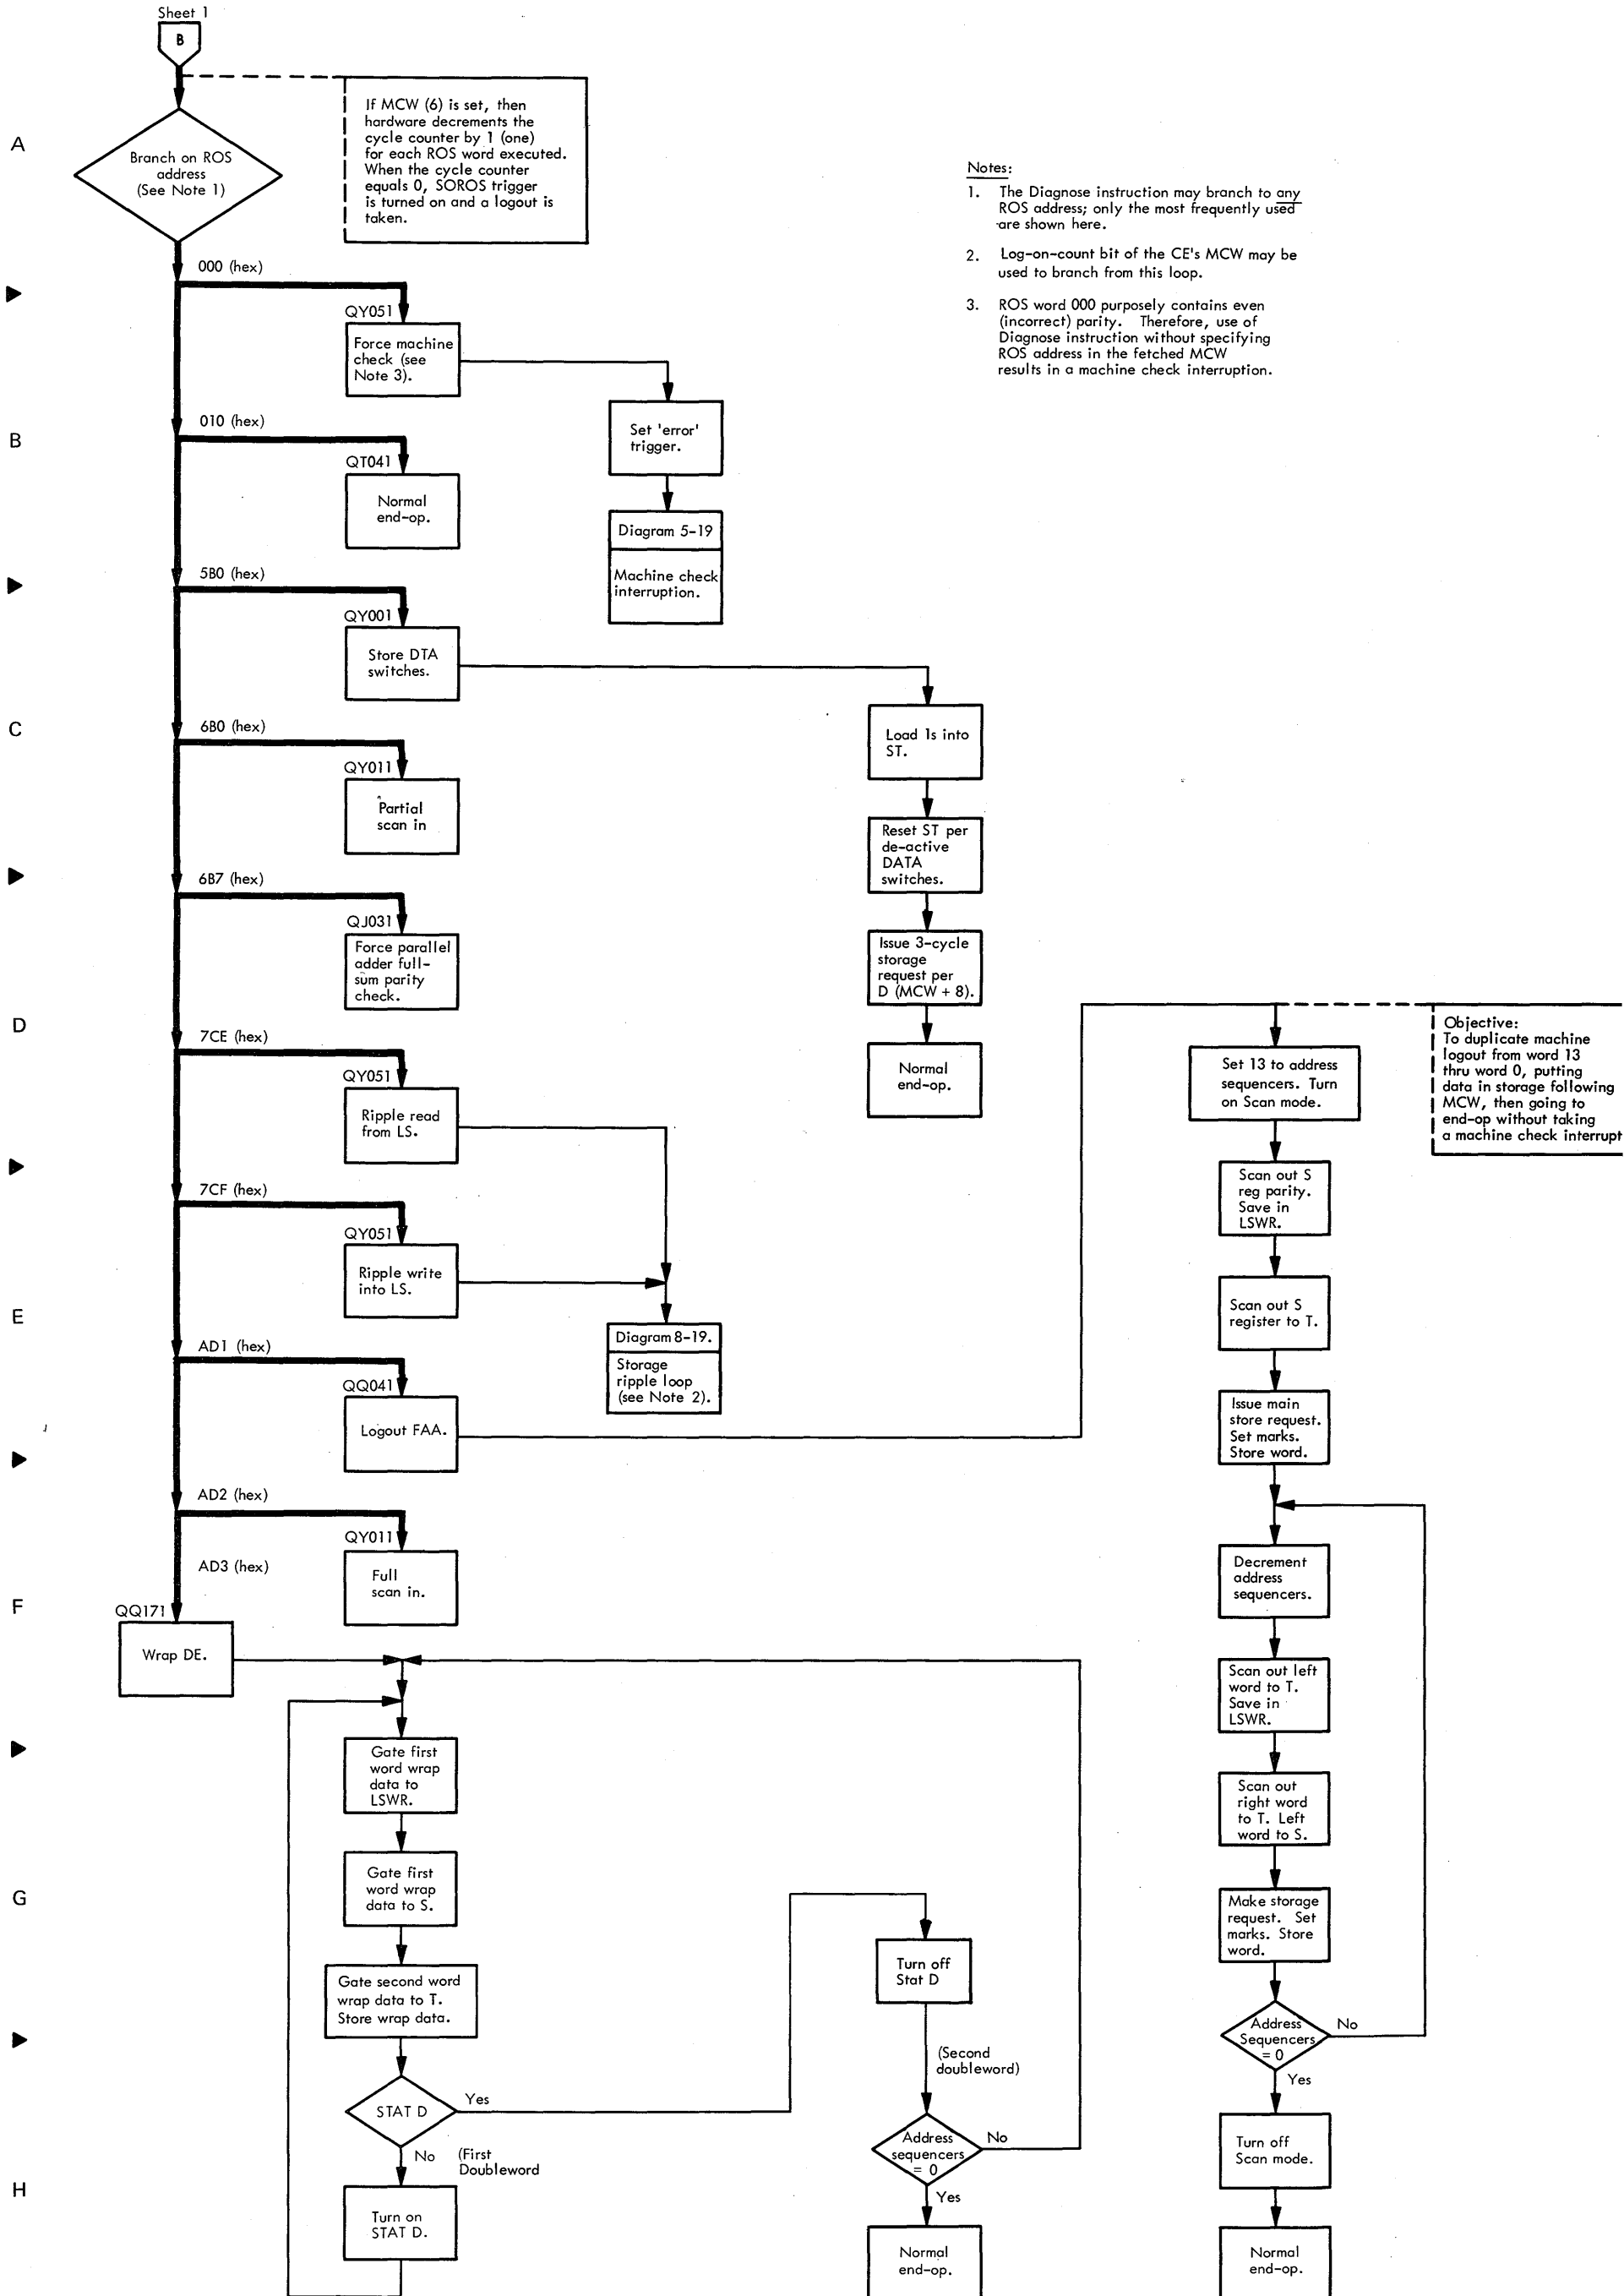 Sheet 1
B
A
Branch on ROS
address
(See Note 1)
If MCW (6) is set, then
hardware decrements the
cycle counter by 1 (one)
for each ROS word executed.
When the cycle counter
equals 0, SOROS trigger
is turned on and a logout is
taken.
Notes:
1. The Diagnose instruction may branch to any
ROS address; only the most frequently used
are shown here.
2. Log-on-count bit of the CE's MCW may be
used to branch from this loop.
3. ROS word 000 purposely contains even
(incorrect) parity. Therefore, use of
Diagnose instruction without specifying
ROS address in the fetched MCW
results in a machine check interruption.
000 (hex)
QY051
Force machine
check (see
Note 3).
Set 'error'
trigger.
Diagram 5-19
Machine check
interruption.
B
010 (hex)
QT041
Normal
end-op.
5B0 (hex)
QY001
Store DTA
switches.
Load 1s into
ST.
Reset ST per
de-active
DATA
switches.
Issue 3-cycle
storage
request per
D (MCW + 8).
Normal
end-op.
C
6B0 (hex)
QY011
Partial
scan in
6B7 (hex)
QJ031
Force parallel
adder full-
sum parity
check.
D
7CE (hex)
QY051
Ripple read
from LS.
7CF (hex)
QY051
Ripple write
into LS.
Diagram 8-19.
Storage
ripple loop
(see Note 2).
E
AD1 (hex)
QQ041
Logout FAA.
Objective:
To duplicate machine
logout from word 13
thru word 0, putting
data in storage following
MCW, then going to
end-op without taking
a machine check interrupt
Set 13 to address
sequencers. Turn
on Scan mode.
Scan out S
reg parity.
Save in
LSWR.
Scan out S
register to T.
Issue main
store request.
Set marks.
Store word.
Decrement
address
sequencers.
Scan out left
word to T.
Save in
LSWR.
Scan out
right word
to T. Left
word to S.
Make storage
request. Set
marks. Store
word.
Address
Sequencers
= 0
No
Yes
Turn off
Scan mode.
Normal
end-op.
AD2 (hex)
QY011
Full
scan in.
F
AD3 (hex)
QQ171
Wrap DE.
Gate first
word wrap
data to
LSWR.
G
Gate first
word wrap
data to S.
Gate second word
wrap data to T.
Store wrap data.
STAT D
Yes
No
(First
Doubleword
Turn on
STAT D.
H
Turn off
Stat D
(Second
doubleword)
Address
sequencers
= 0
No
Yes
Normal
end-op.